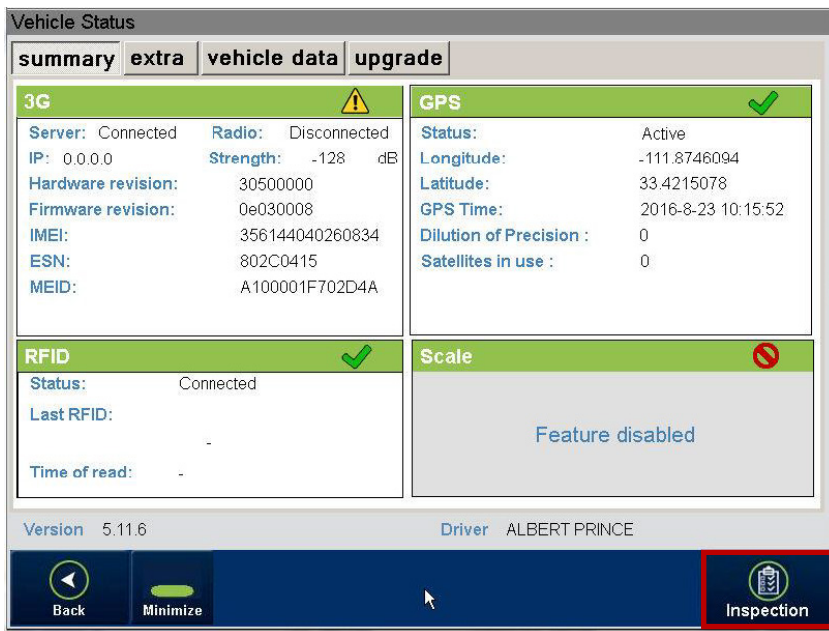 Vehicle Status
summary extra vehicle data upgrade
3G
Server: Connected Radio: Disconnected
IP: 0.0.0.0 Strength: -128 dB
Hardware revision: 30500000
Firmware revision: 0e030008
IMEI: 356144040260834
ESN: 802C0415
MEID: A100001F702D4A
GPS
Status: Active
Longitude: -111.8746094
Latitude: 33.4215078
GPS Time: 2016-8-23 10:15:52
Dilution of Precision : 0
Satellites in use : 0
RFID
Status: Connected
Last RFID:
-
Time of read: -
Scale
Feature disabled
Version 5.11.6 Driver ALBERT PRINCE
Back Minimize Inspection